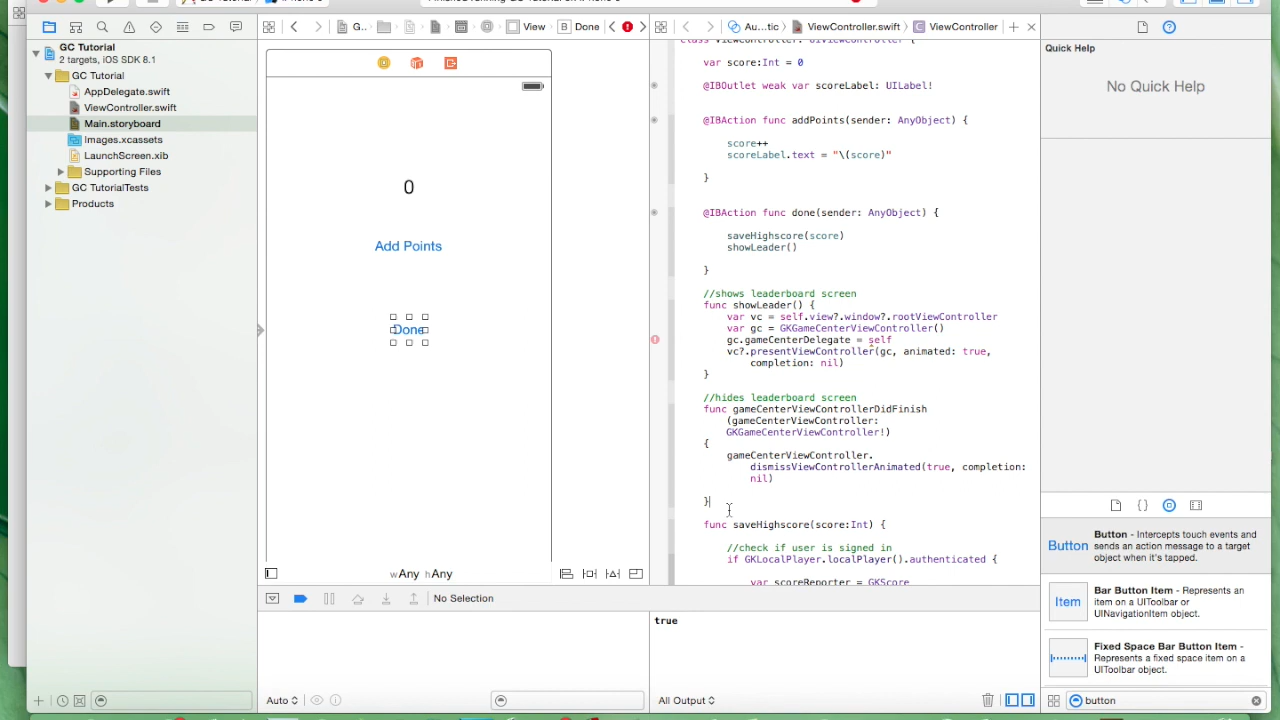 View
Done
Au...tic
ViewController.swift
ViewController
GC Tutorial
2 targets, iOS SDK 8.1
GC Tutorial
AppDelegate.swift
ViewController.swift
Main.storyboard
Images.xcassets
LaunchScreen.xib
Supporting Files
GC TutorialTests
Products
0
Add Points
Done
wAny hAny
var score:Int = 0
@IBOutlet weak var scoreLabel: UILabel!
@IBAction func addPoints(sender: AnyObject) {
score++
scoreLabel.text = "\(score)"
}
@IBAction func done(sender: AnyObject) {
saveHighscore(score)
showLeader()
}
//shows leaderboard screen
func showLeader() {
var vc = self.view?.window?.rootViewController
var gc = GKGameCenterViewController()
gc.gameCenterDelegate = self
vc?.presentViewController(gc, animated: true,
completion: nil)
}
//hides leaderboard screen
func gameCenterViewControllerDidFinish
(gameCenterViewController:
GKGameCenterViewController!)
{
gameCenterViewController.
dismissViewControllerAnimated(true, completion:
nil)
}
func saveHighscore(score:Int) {
//check if user is signed in
if GKLocalPlayer.localPlayer().authenticated {
var scoreReporter = GKScore
No Selection
Auto
true
All Output
Quick Help
No Quick Help
Button
Button - Intercepts touch events and
sends an action message to a target
object when it's tapped.
Item
Bar Button Item - Represents an
item on a UIToolbar or
UINavigationItem object.
Fixed Space Bar Button Item -
Represents a fixed space item on a
UIToolbar object.
button